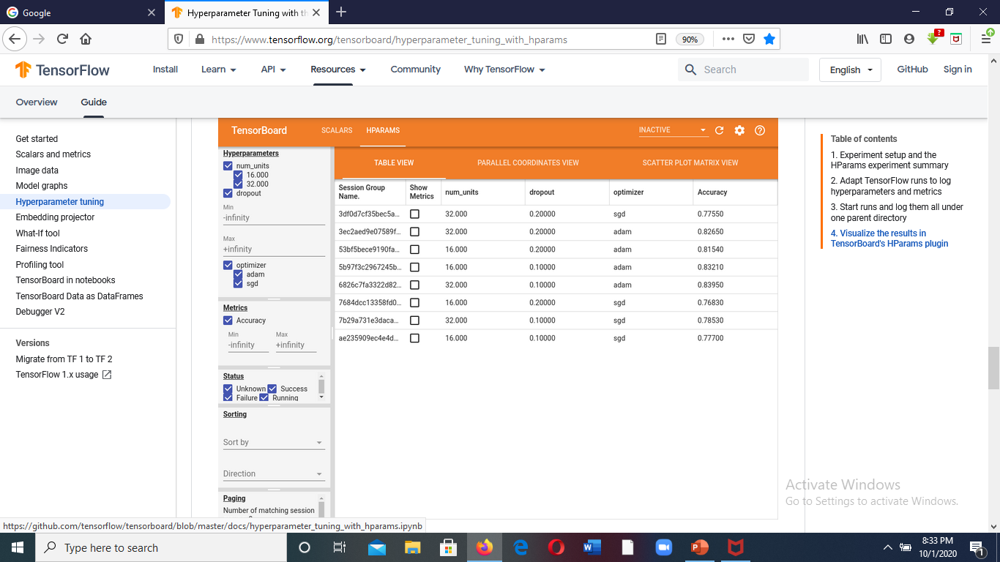 Google
Hyperparameter Tuning with th
https://www.tensorflow.org/tensorboard/hyperparameter_tuning_with_hparams
90%
?
TensorFlow
Install
Learn
API
Resources
Community
Why TensorFlow
Search
English
GitHub
Sign in
Overview
Guide
Get started
Scalars and metrics
Image data
Model graphs
Hyperparameter tuning
Embedding projector
What-If tool
Fairness Indicators
Profiling tool
TensorBoard in notebooks
TensorBoard Data as DataFrames
Debugger V2
Versions
Migrate from TF 1 to TF 2
TensorFlow 1.x usage
TensorBoard
SCALARS
HPARAMS
INACTIVE
Hyperparameters
num_units
16.000
32.000
dropout
Min
-infinity
Max
+infinity
optimizer
adam
sgd
Metrics
Accuracy
Min Max
-infinity +infinity
Status
Unknown Success
Failure Running
Sorting
Sort by
Direction
Paging
Number of matching session
TABLE VIEW
PARALLEL COORDINATES VIEW
SCATTER PLOT MATRIX VIEW
Session Group Name. Show Metrics num_units dropout optimizer Accuracy
3df0d7cf35bec5a... 32.000 0.20000 sgd 0.77550
3ec2aed9e07589f... 32.000 0.20000 adam 0.82650
53bf5bece9190fa... 16.000 0.20000 adam 0.81540
5b97f3c2967245b... 16.000 0.10000 adam 0.83210
6826c7fa3322d82... 32.000 0.10000 adam 0.83950
7684dcc13358fd0... 16.000 0.20000 sgd 0.76830
7b29a731e3daca... 32.000 0.10000 sgd 0.78530
ae235909ec4e4d... 16.000 0.10000 sgd 0.77700
Table of contents
1. Experiment setup and the
HParams experiment summary
2. Adapt TensorFlow runs to log
hyperparameters and metrics
3. Start runs and log them all under
one parent directory
4. Visualize the results in
TensorBoard's HParams plugin
Activate Windows
Go to Settings to activate Windows.
https://github.com/tensorflow/tensorboard/blob/master/docs/hyperparameter_tuning_with_hparams.ipynb
Type here to search
8:33 PM
10/1/2020
1